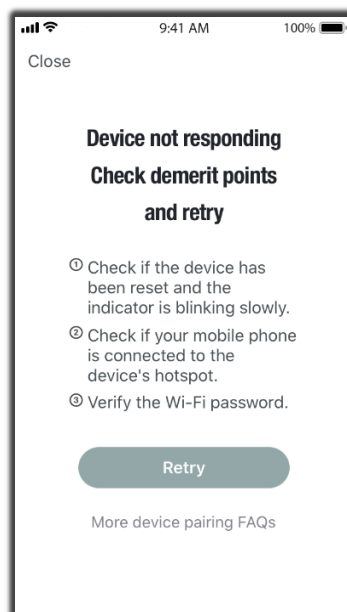 9:41 AM
100%
Close
Device not responding
Check demerit points
and retry
① Check if the device has
been reset and the
indicator is blinking slowly.
② Check if your mobile phone
is connected to the
device's hotspot.
③ Verify the Wi-Fi password.
Retry
More device pairing FAQs